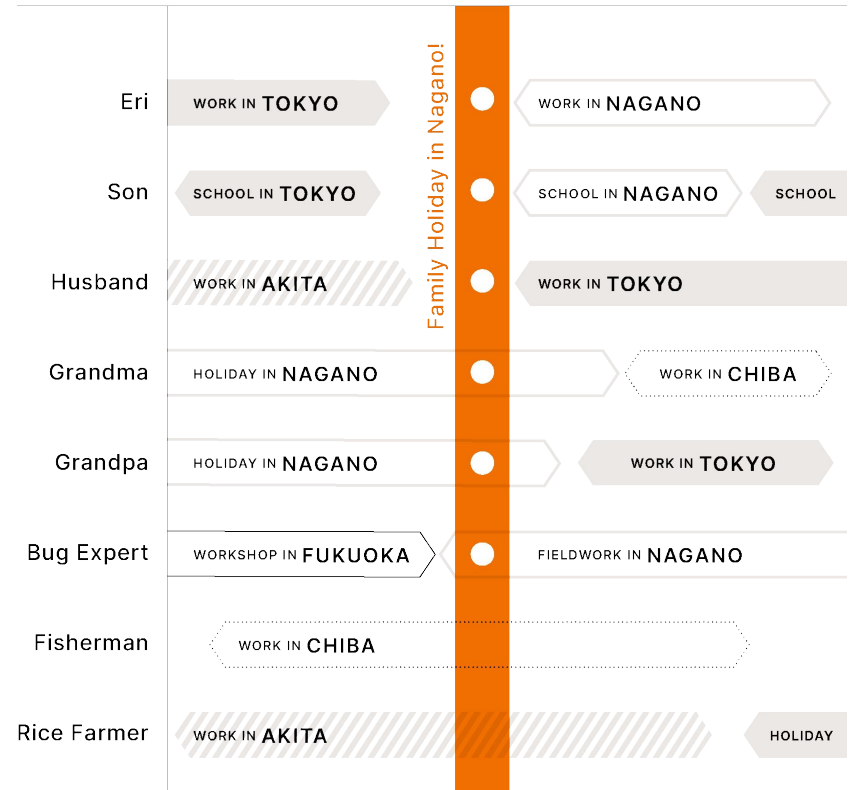 Family Holiday in Nagano!
Eri
WORK IN TOKYO
WORK IN NAGANO
Son
SCHOOL IN TOKYO
SCHOOL IN NAGANO
SCHOOL
Husband
WORK IN AKITA
WORK IN TOKYO
Grandma
HOLIDAY IN NAGANO
WORK IN CHIBA
Grandpa
HOLIDAY IN NAGANO
WORK IN TOKYO
Bug Expert
WORKSHOP IN FUKUOKA
FIELDWORK IN NAGANO
Fisherman
WORK IN CHIBA
Rice Farmer
WORK IN AKITA
HOLIDAY